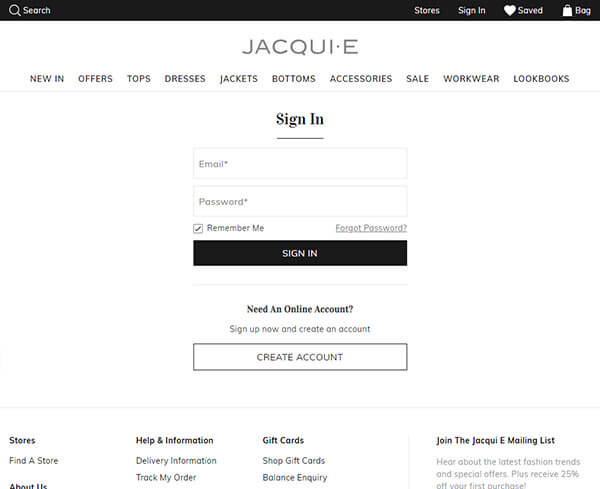 Search
Stores Sign In Saved Bag
JACQUI·E
NEW IN OFFERS TOPS DRESSES JACKETS BOTTOMS ACCESSORIES SALE WORKWEAR LOOKBOOKS
Sign In
Email*
Password*
Remember Me Forgot Password?
SIGN IN
Need An Online Account?
Sign up now and create an account
CREATE ACCOUNT
Stores
Find A Store
About Us
Help & Information
Delivery Information
Track My Order
Gift Cards
Shop Gift Cards
Balance Enquiry
Join The Jacqui E Mailing List
Hear about the latest fashion trends
and special offers. Plus receive 25%
off your first purchase!